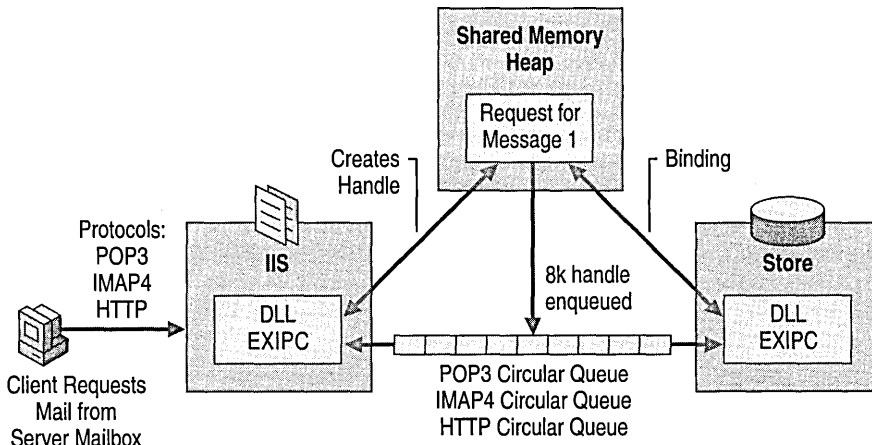 Shared Memory
Heap
Request for
Message 1
Creates
Handle
Binding
Protocols:
POP3
IMAP4
HTTP
IIS
Store
8k handle
enqueued
DLL
EXIPC
DLL
EXIPC
Client Requests
Mail from
Server Mailbox
POP3 Circular Queue
IMAP4 Circular Queue
HTTP Circular Queue